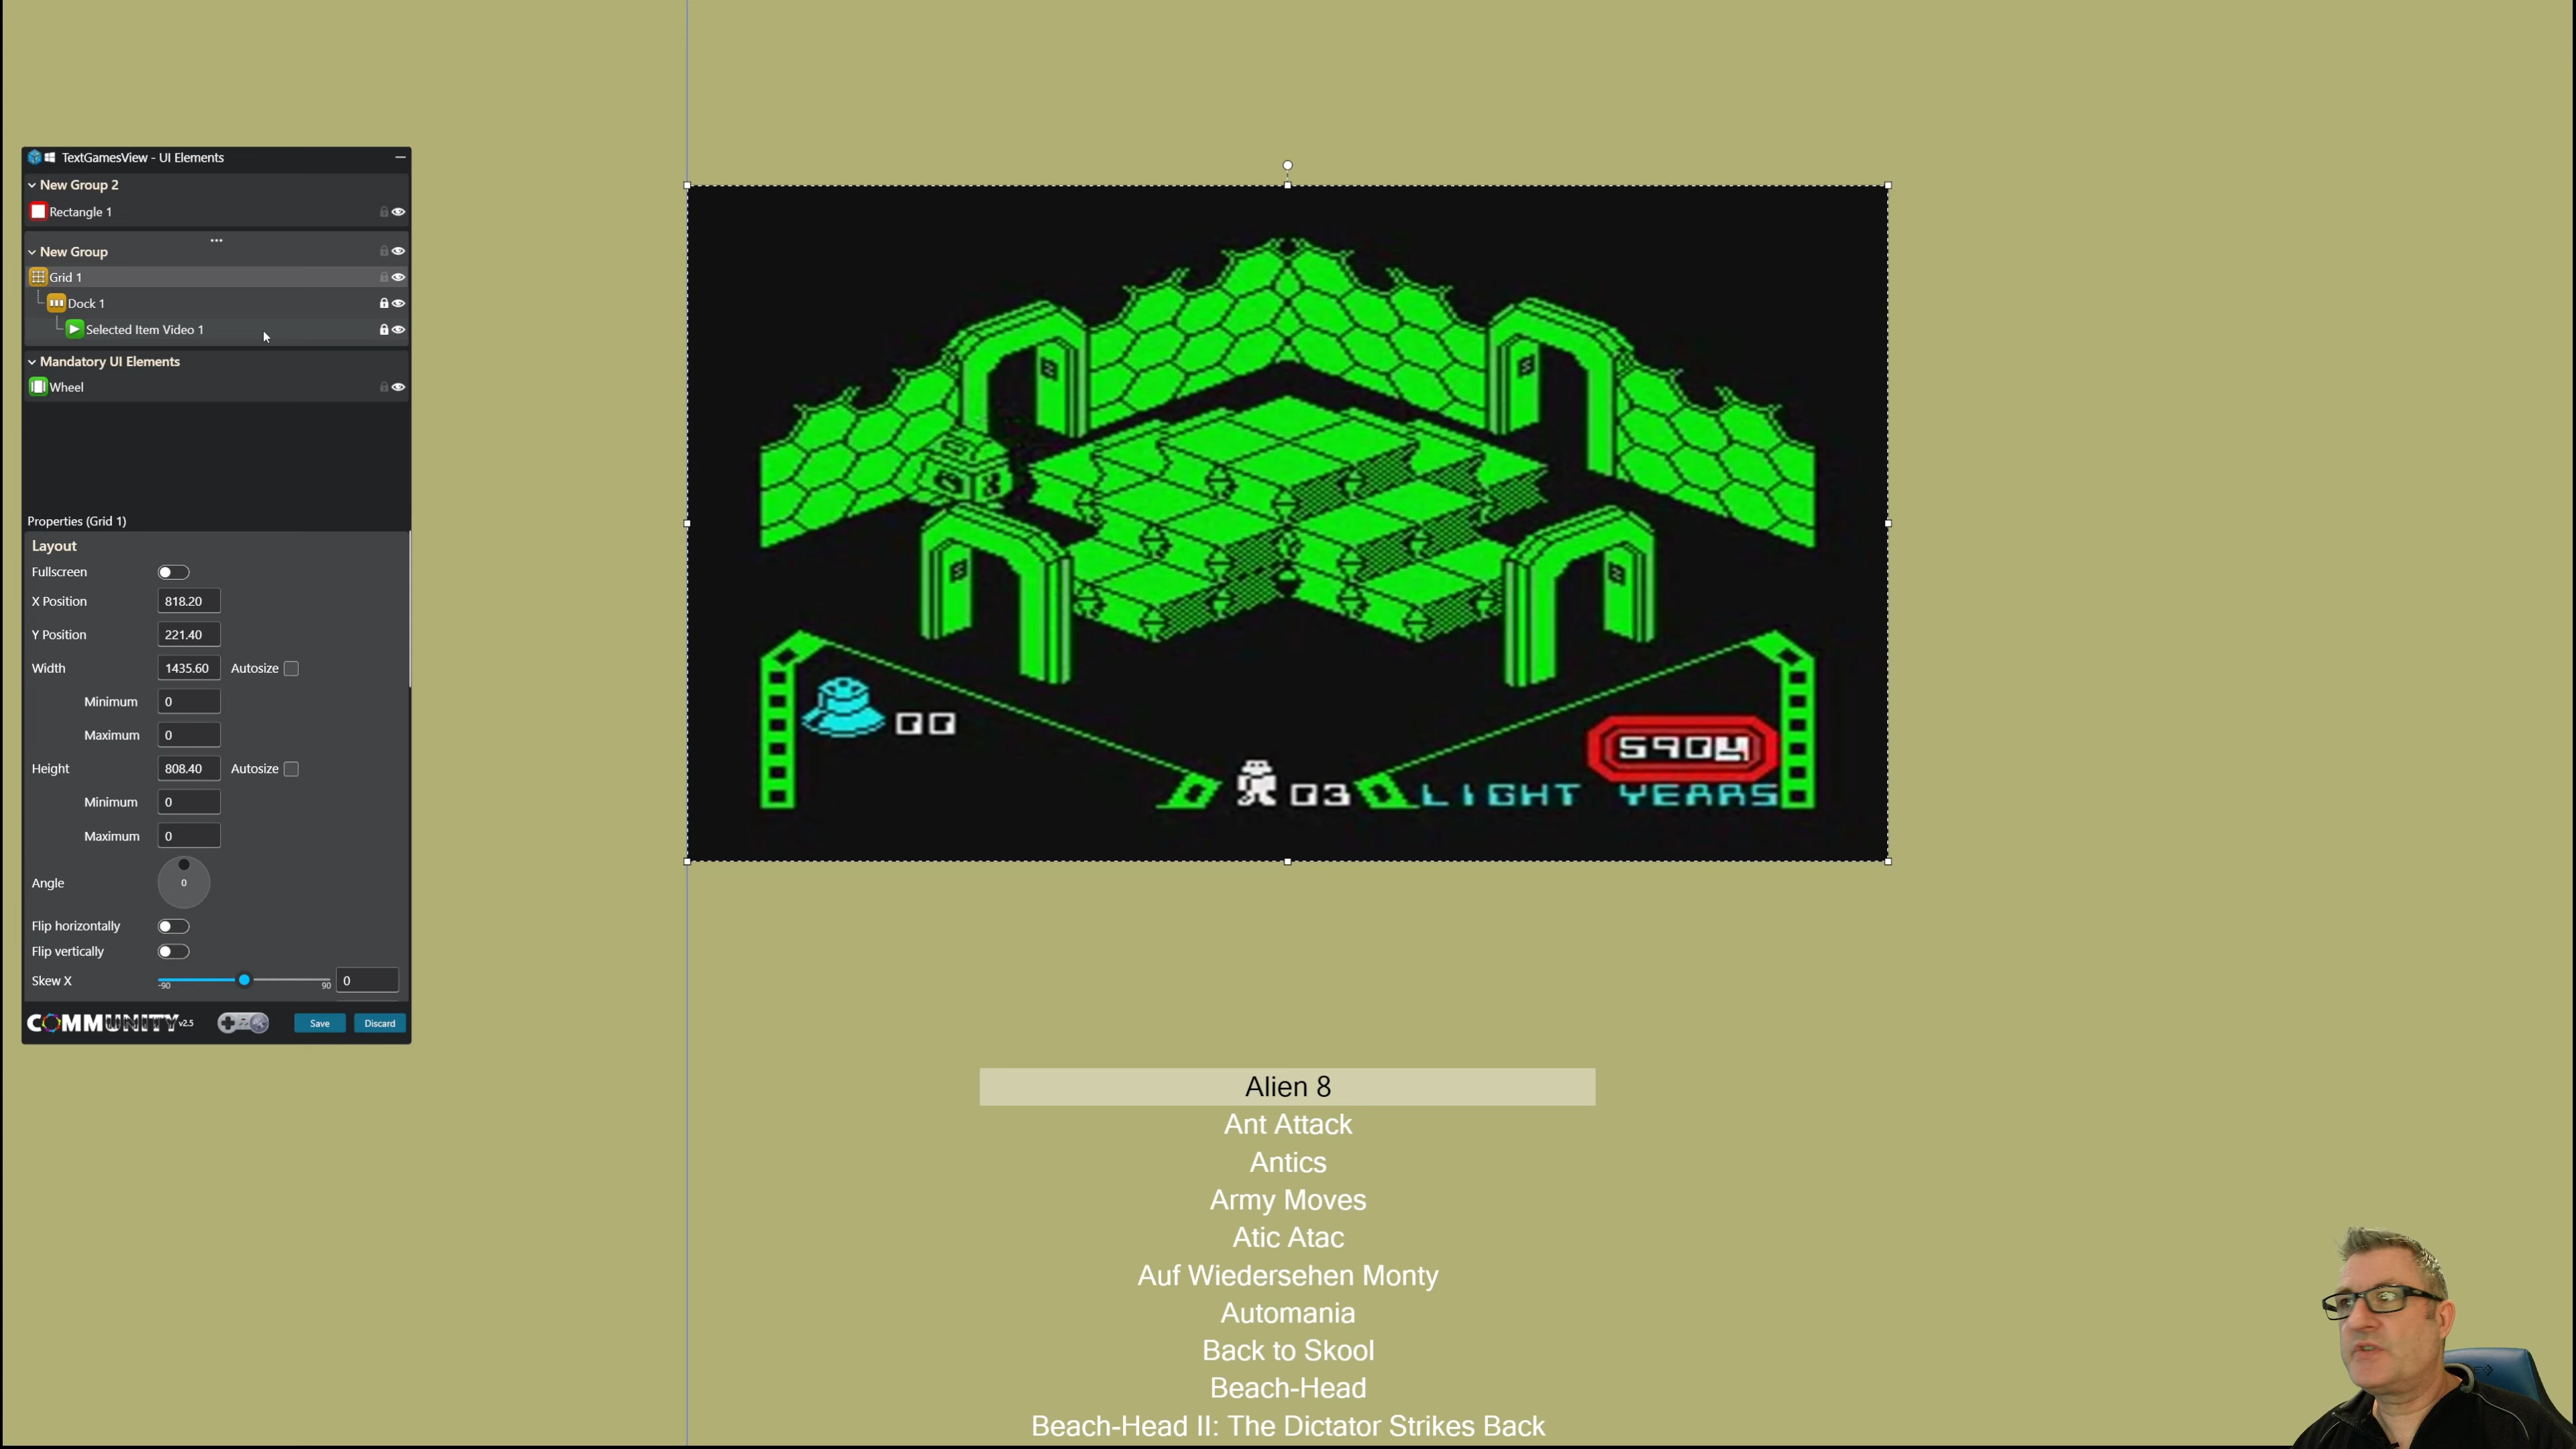 TextGamesView - UI Elements
New Group 2
Rectangle 1
New Group
Grid 1
Dock 1
Selected Item Video 1
Mandatory UI Elements
Wheel
Properties (Grid 1)
Layout
Fullscreen
X Position 818.20
Y Position 221.40
Width 1435.60 Autosize
Minimum 0
Maximum 0
Height 808.40 Autosize
Minimum 0
Maximum 0
Angle 0
Flip horizontally
Flip vertically
Skew X -90 90 0
COMMUNITY v2.5 Save Discard
00
5904
03 LIGHT YEARS
Alien 8
Ant Attack
Antics
Army Moves
Atic Atac
Auf Wiedersehen Monty
Automania
Back to Skool
Beach-Head
Beach-Head II: The Dictator Strikes Back